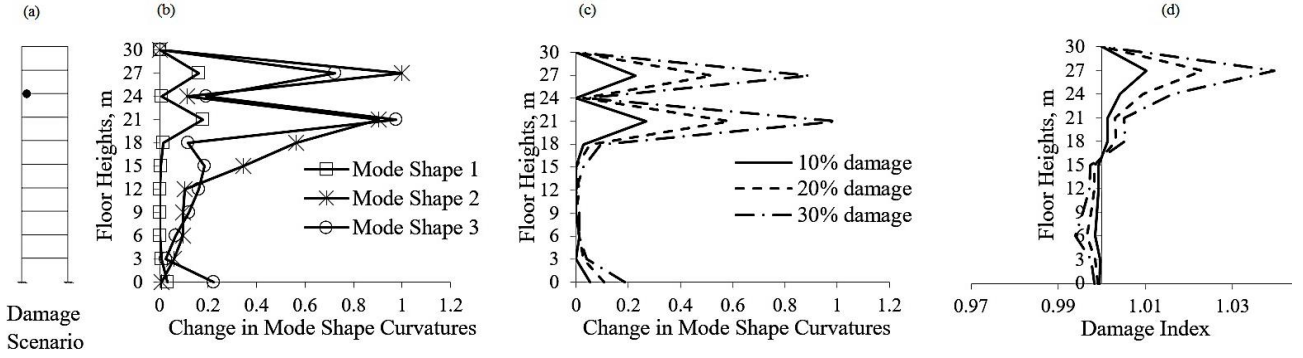 (a)
Damage
Scenario
(b)
Floor Heights, m
30
27
24
21
18
15
12
9
6
3
0
0 0.2 0.4 0.6 0.8 1 1.2
Change in Mode Shape Curvatures
Mode Shape 1
Mode Shape 2
Mode Shape 3
(c)
Floor Heights, m
30
27
24
21
18
15
12
9
6
3
0
0 0.2 0.4 0.6 0.8 1 1.2
Change in Mode Shape Curvatures
10% damage
20% damage
30% damage
(d)
Floor Heights, m
30
27
24
21
18
15
12
9
6
3
0
0.97 0.99 1.01 1.03
Damage Index